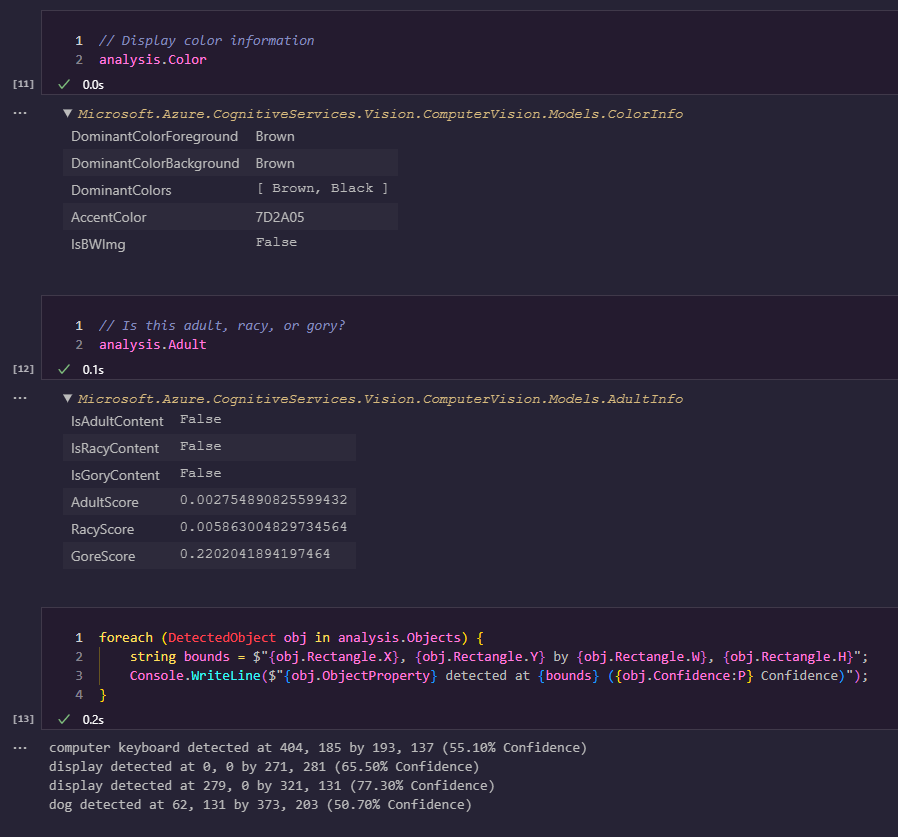 1 // Display color information
2 analysis.Color
[11] ✓ 0.0s
... ▼ Microsoft.Azure.CognitiveServices.Vision.ComputerVision.Models.ColorInfo
DominantColorForeground Brown
DominantColorBackground Brown
DominantColors [ Brown, Black ]
AccentColor 7D2A05
IsBWImg False
1 // Is this adult, racy, or gory?
2 analysis.Adult
[12] ✓ 0.1s
... ▼ Microsoft.Azure.CognitiveServices.Vision.ComputerVision.Models.AdultInfo
IsAdultContent False
IsRacyContent False
IsGoryContent False
AdultScore 0.002754890825599432
RacyScore 0.005863004829734564
GoreScore 0.2202041894197464
1 foreach (DetectedObject obj in analysis.Objects) {
2 string bounds = $"{obj.Rectangle.X}, {obj.Rectangle.Y} by {obj.Rectangle.W}, {obj.Rectangle.H}";
3 Console.WriteLine($"{obj.ObjectProperty} detected at {bounds} ({obj.Confidence:P} Confidence)");
4 }
[13] ✓ 0.2s
... computer keyboard detected at 404, 185 by 193, 137 (55.10% Confidence)
display detected at 0, 0 by 271, 281 (65.50% Confidence)
display detected at 279, 0 by 321, 131 (77.30% Confidence)
dog detected at 62, 131 by 373, 203 (50.70% Confidence)